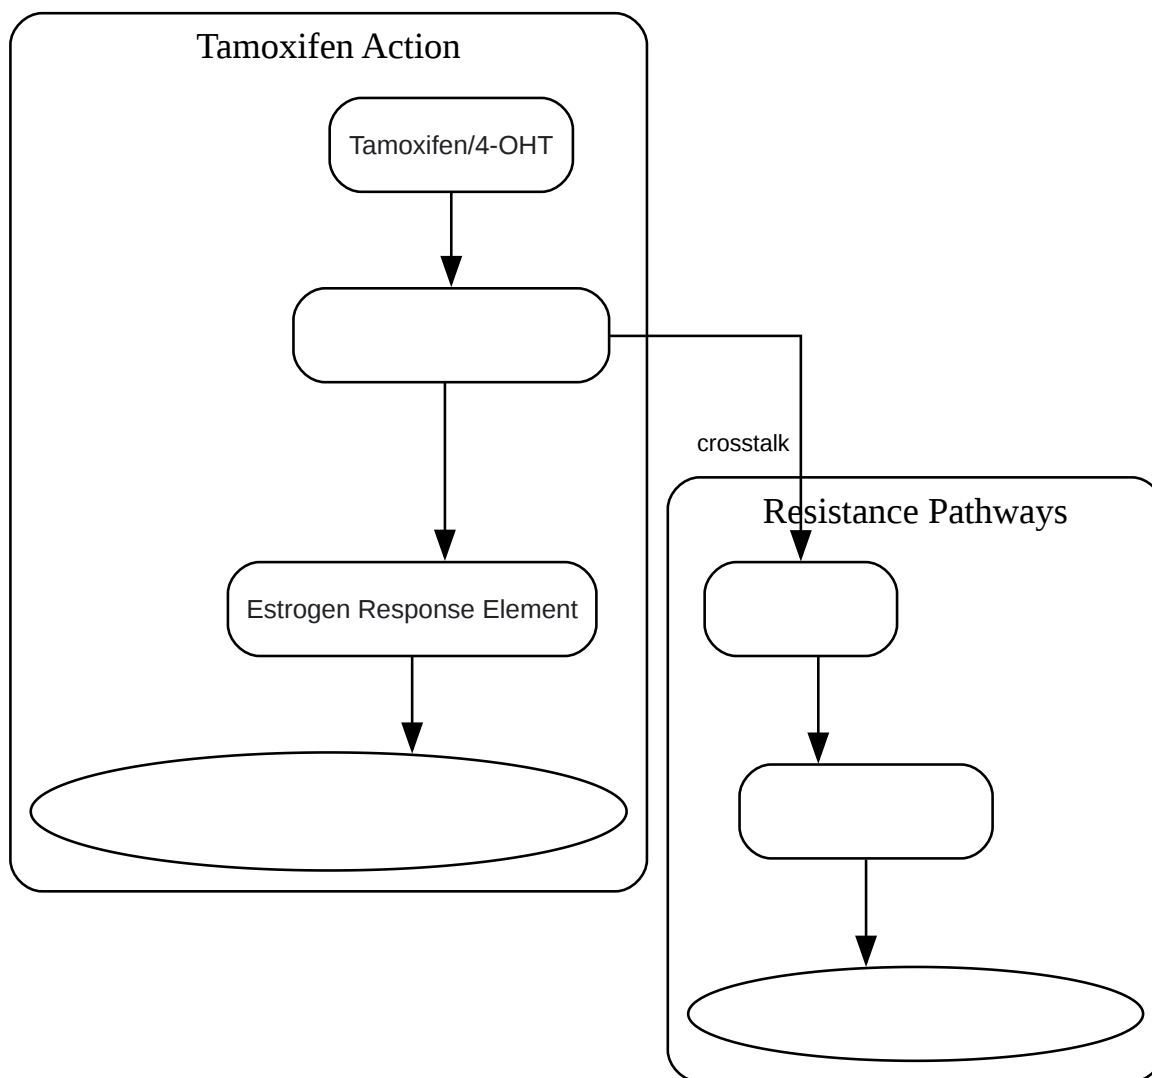 Tamoxifen Action
Tamoxifen/4-OHT
crosstalk
Resistance Pathways
Estrogen Response Element